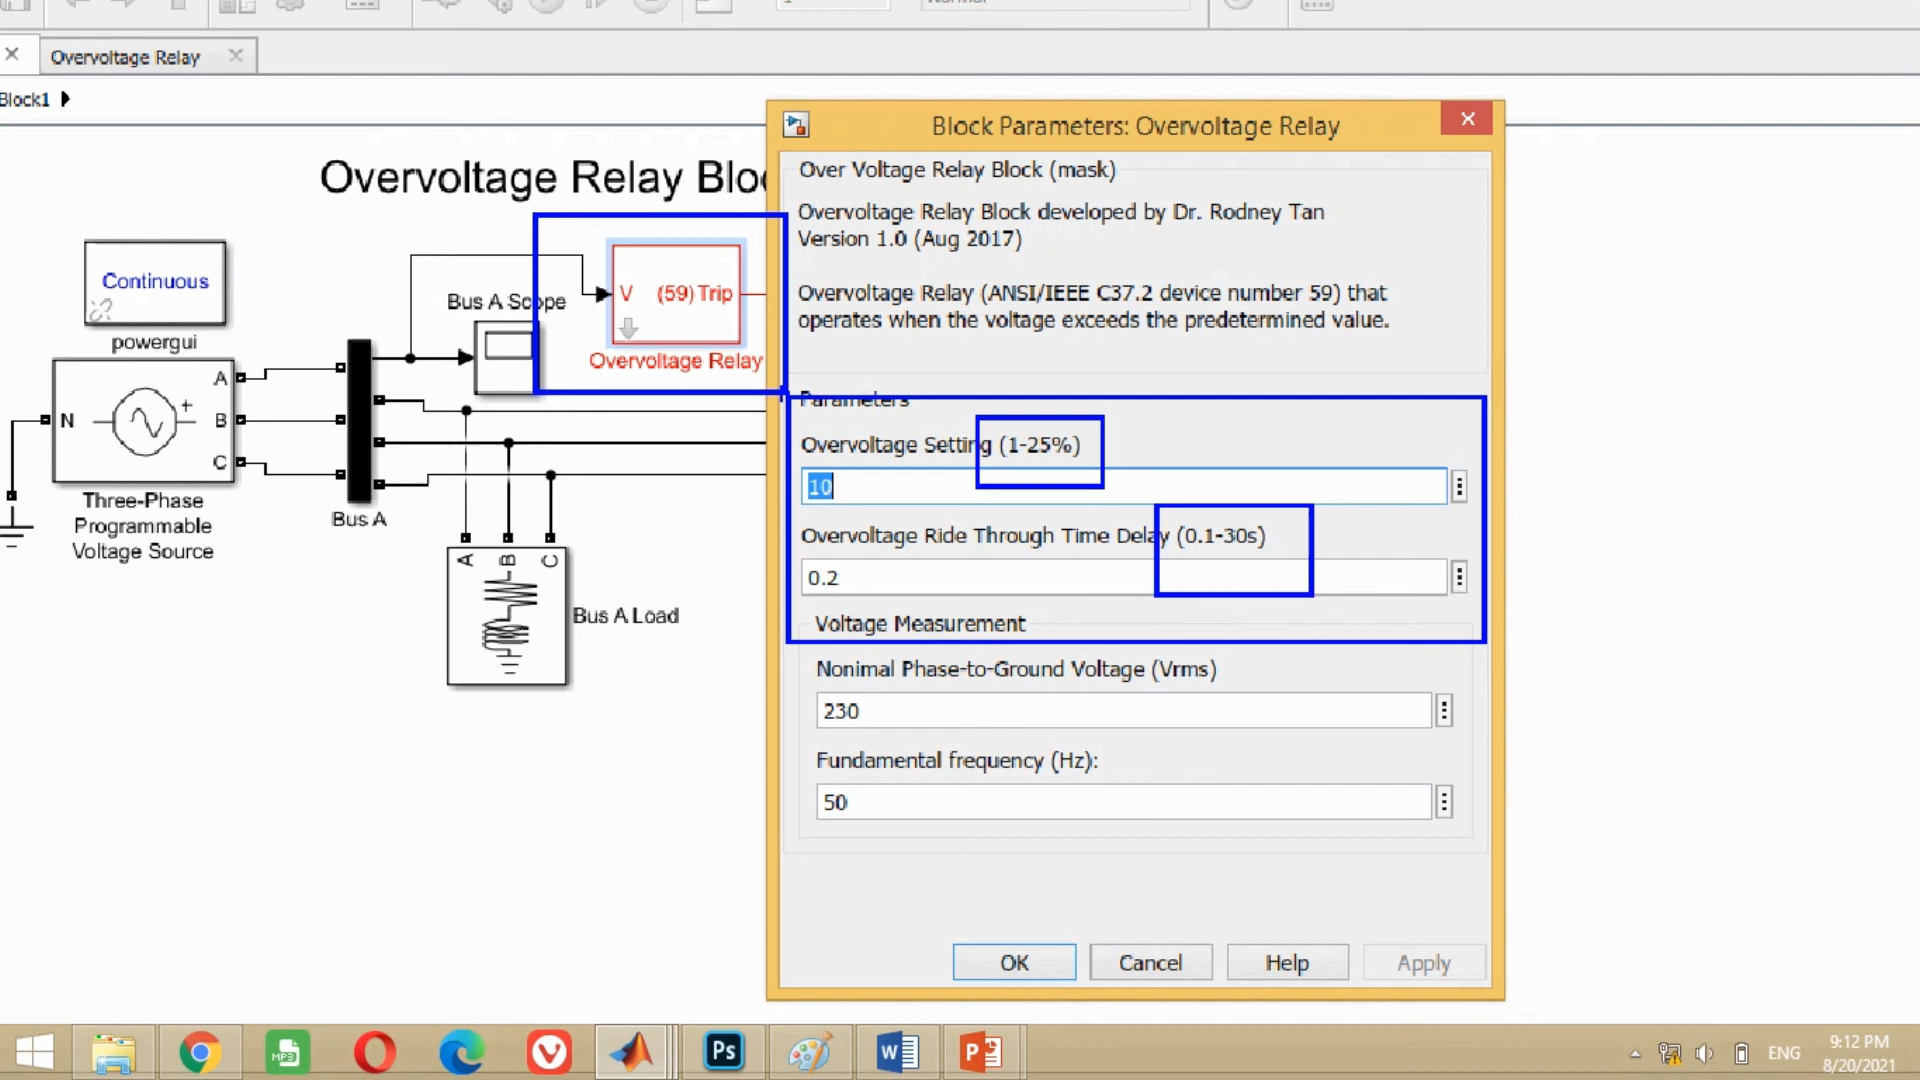 Overvoltage Relay
Block1
Overvoltage Relay Bloc
Continuous
powergui
N
A
B
C
Three-Phase
Programmable
Voltage Source
Bus A
Bus A Scope
V (59) Trip
Overvoltage Relay
A B C
Bus A Load
Block Parameters: Overvoltage Relay
Over Voltage Relay Block (mask)
Overvoltage Relay Block developed by Dr. Rodney Tan
Version 1.0 (Aug 2017)
Overvoltage Relay (ANSI/IEEE C37.2 device number 59) that
operates when the voltage exceeds the predetermined value.
Parameters
Overvoltage Setting (1-25%)
10
Overvoltage Ride Through Time Delay (0.1-30s)
0.2
Voltage Measurement
Nonimal Phase-to-Ground Voltage (Vrms)
230
Fundamental frequency (Hz):
50
OK Cancel Help Apply
MP3
Ps
W
P
ENG
9:12 PM
8/20/2021